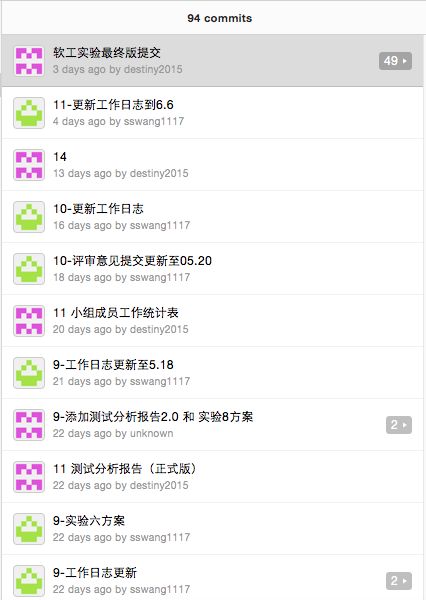 94 commits
软工实验最终版提交
3 days ago by destiny2015
49
11-更新工作日志到6.6
4 days ago by sswang1117
14
13 days ago by destiny2015
10-更新工作日志
16 days ago by sswang1117
10-评审意见提交更新至05.20
18 days ago by sswang1117
11 小组成员工作统计表
20 days ago by destiny2015
9-工作日志更新至5.18
21 days ago by sswang1117
9-添加测试分析报告2.0 和 实验8方案
22 days ago by unknown
2
11 测试分析报告（正式版）
22 days ago by destiny2015
9-实验六方案
22 days ago by sswang1117
9-工作日志更新
22 days ago by sswang1117
2